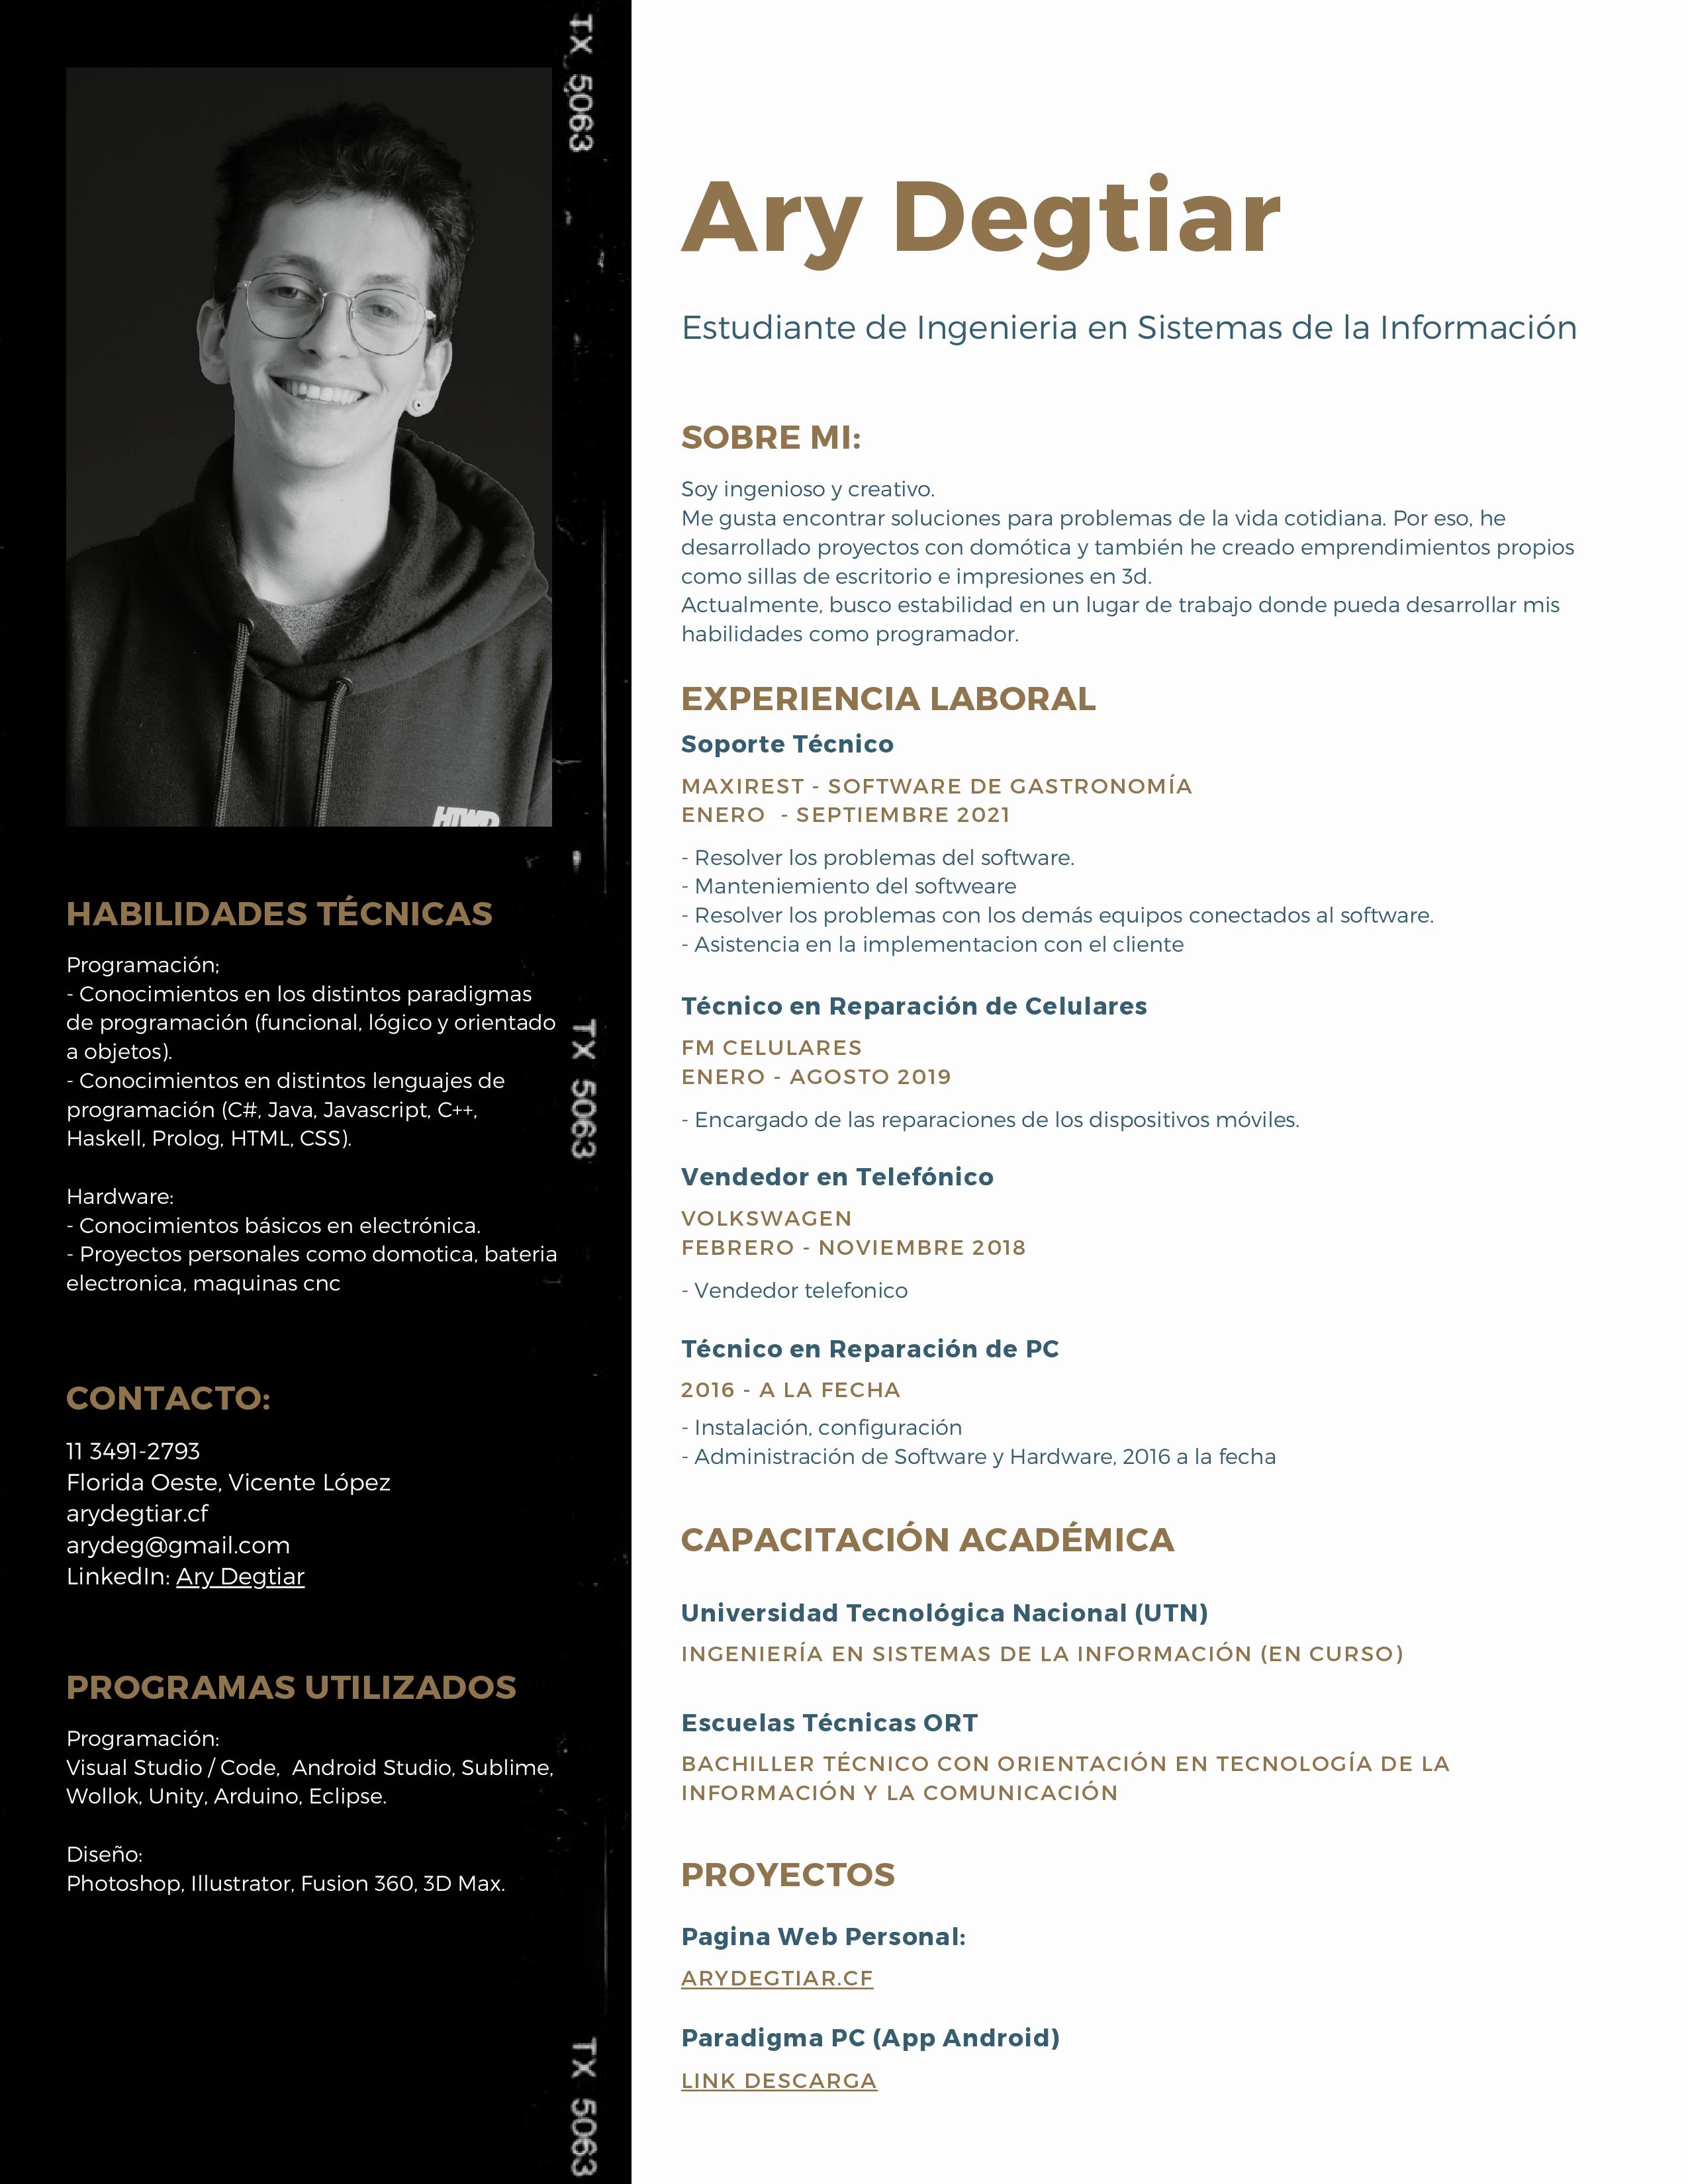 TX 5063
HTWD
HABILIDADES TÉCNICAS
Programación;
- Conocimientos en los distintos paradigmas
de programación (funcional, lógico y orientado
a objetos).
- Conocimientos en distintos lenguajes de
programación (C#, Java, Javascript, C++,
Haskell, Prolog, HTML, CSS).
Hardware:
- Conocimientos básicos en electrónica.
- Proyectos personales como domotica, bateria
electronica, maquinas cnc
TX 5063
CONTACTO:
11 3491-2793
Florida Oeste, Vicente López
arydegtiar.cf
arydeg@gmail.com
LinkedIn: Ary Degtiar
PROGRAMAS UTILIZADOS
Programación:
Visual Studio / Code,  Android Studio, Sublime,
Wollok, Unity, Arduino, Eclipse.
Diseño:
Photoshop, Illustrator, Fusion 360, 3D Max.
TX 5063
Ary Degtiar
Estudiante de Ingenieria en Sistemas de la Información
SOBRE MI:
Soy ingenioso y creativo.
Me gusta encontrar soluciones para problemas de la vida cotidiana. Por eso, he
desarrollado proyectos con domótica y también he creado emprendimientos propios
como sillas de escritorio e impresiones en 3d.
Actualmente, busco estabilidad en un lugar de trabajo donde pueda desarrollar mis
habilidades como programador.
EXPERIENCIA LABORAL
Soporte Técnico
MAXIREST - SOFTWARE DE GASTRONOMÍA
ENERO  - SEPTIEMBRE 2021
- Resolver los problemas del software.
- Manteniemiento del softweare
- Resolver los problemas con los demás equipos conectados al software.
- Asistencia en la implementacion con el cliente
Técnico en Reparación de Celulares
FM CELULARES
ENERO - AGOSTO 2019
- Encargado de las reparaciones de los dispositivos móviles.
Vendedor en Telefónico
VOLKSWAGEN
FEBRERO - NOVIEMBRE 2018
- Vendedor telefonico
Técnico en Reparación de PC
2016 - A LA FECHA
- Instalación, configuración
- Administración de Software y Hardware, 2016 a la fecha
CAPACITACIÓN ACADÉMICA
Universidad Tecnológica Nacional (UTN)
INGENIERÍA EN SISTEMAS DE LA INFORMACIÓN (EN CURSO)
Escuelas Técnicas ORT
BACHILLER TÉCNICO CON ORIENTACIÓN EN TECNOLOGÍA DE LA
INFORMACIÓN Y LA COMUNICACIÓN
PROYECTOS
Pagina Web Personal:
ARYDEGTIAR.CF
Paradigma PC (App Android)
LINK DESCARGA